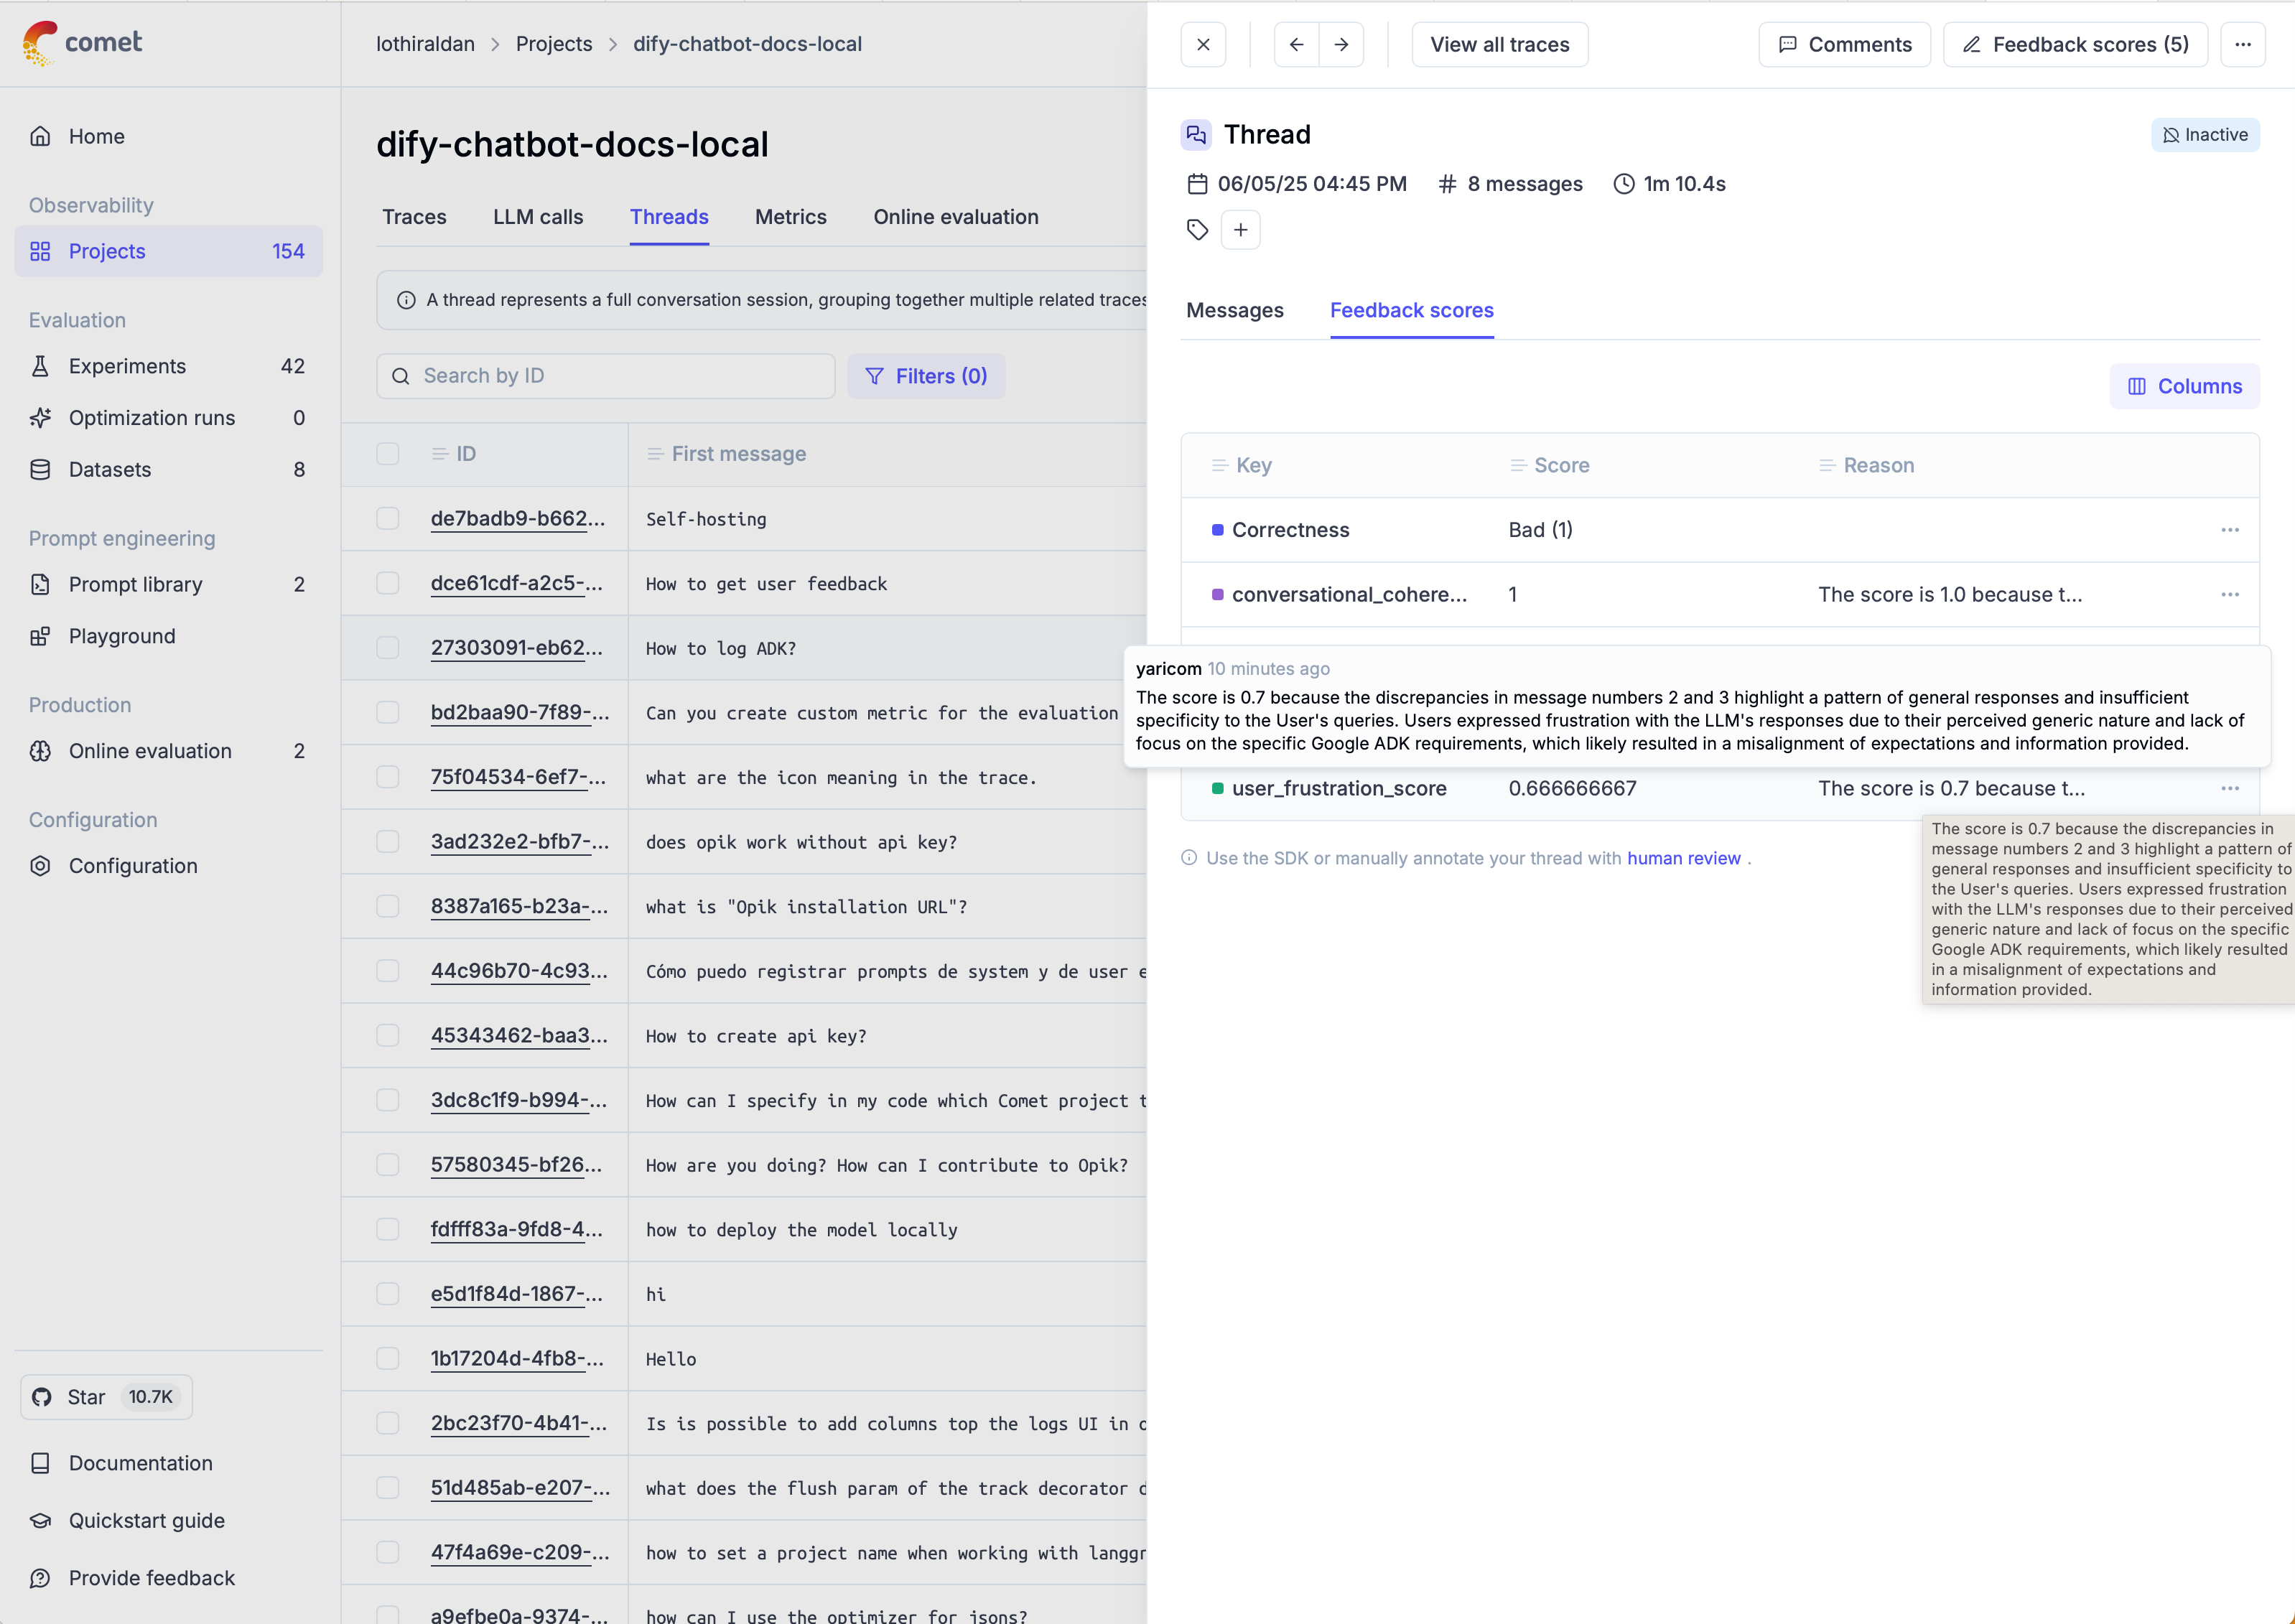 comet
Home
Observability
Projects 154
Evaluation
Experiments 42
Optimization runs 0
Datasets 8
Prompt engineering
Prompt library 2
Playground
Production
Online evaluation 2
Configuration
Configuration
Star 10.7K
Documentation
Quickstart guide
Provide feedback
lothiraldan > Projects > dify-chatbot-docs-local
dify-chatbot-docs-local
Traces LLM calls Threads Metrics Online evaluation
A thread represents a full conversation session, grouping together multiple related traces
Search by ID Filters (0)
ID First message
de7badb9-b662... Self-hosting
dce61cdf-a2c5-... How to get user feedback
27303091-eb62... How to log ADK?
bd2baa90-7f89-... Can you create custom metric for the evaluation
75f04534-6ef7-... what are the icon meaning in the trace.
3ad232e2-bfb7-... does opik work without api key?
8387a165-b23a-... what is "Opik installation URL"?
44c96b70-4c93... Cómo puedo registrar prompts de system y de user e
45343462-baa3... How to create api key?
3dc8c1f9-b994-... How can I specify in my code which Comet project t
57580345-bf26... How are you doing? How can I contribute to Opik?
fdfff83a-9fd8-4... how to deploy the model locally
e5d1f84d-1867-... hi
1b17204d-4fb8-... Hello
2bc23f70-4b41-... Is is possible to add columns top the logs UI in o
51d485ab-e207-... what does the flush param of the track decorator d
47f4a69e-c209-... how to set a project name when working with langgr
a9efbe0a-9374-... how can I use the optimizer for jsons?
View all traces Comments Feedback scores (5) ...
Thread Inactive
06/05/25 04:45 PM # 8 messages 1m 10.4s
+
Messages Feedback scores
Columns
Key Score Reason
Correctness Bad (1) ...
conversational_cohere... 1 The score is 1.0 because t... ...
yaricom 10 minutes ago
The score is 0.7 because the discrepancies in message numbers 2 and 3 highlight a pattern of general responses and insufficient
specificity to the User's queries. Users expressed frustration with the LLM's responses due to their perceived generic nature and lack of
focus on the specific Google ADK requirements, which likely resulted in a misalignment of expectations and information provided.
user_frustration_score 0.666666667 The score is 0.7 because t... ...
Use the SDK or manually annotate your thread with human review .
The score is 0.7 because the discrepancies in
message numbers 2 and 3 highlight a pattern of
general responses and insufficient specificity to
the User's queries. Users expressed frustration
with the LLM's responses due to their perceived
generic nature and lack of focus on the specific
Google ADK requirements, which likely resulted
in a misalignment of expectations and
information provided.